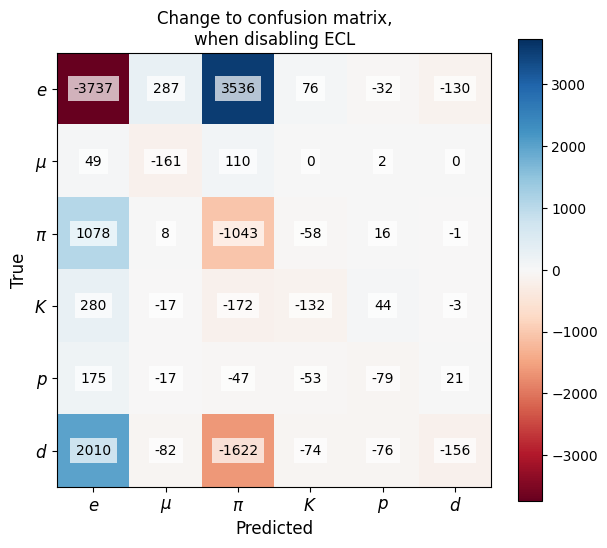 Change to confusion matrix,
when disabling ECL
e -3737 287 3536 76 -32 -130
μ 49 -161 110 0 2 0
π 1078 8 -1043 -58 16 -1
K 280 -17 -172 -132 44 -3
p 175 -17 -47 -53 -79 21
d 2010 -82 -1622 -74 -76 -156
e μ π K p d
Predicted
True
3000
2000
1000
0
−1000
−2000
−3000